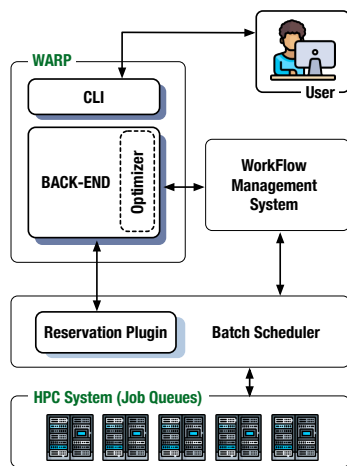 WARP
User
CLI
BACK-END
Optimizer
WorkFlow
Management
System
Reservation Plugin
Batch Scheduler
HPC System (Job Queues)